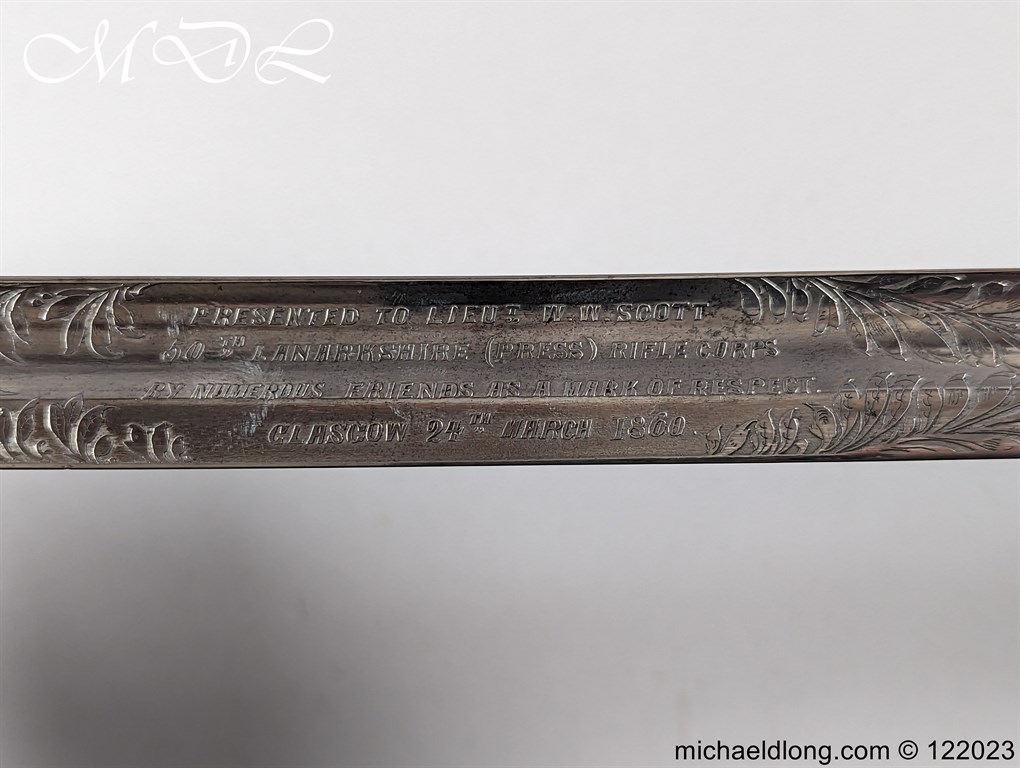 MDL
PRESENTED TO LIEUT W.W. SCOTT
50TH LANARKSHIRE (PRESS) RIFLE CORPS
BY NUMEROUS FRIENDS AS A MARK OF RESPECT.
GLASGOW 24TH MARCH 1860.
michaeldlong.com © 122023